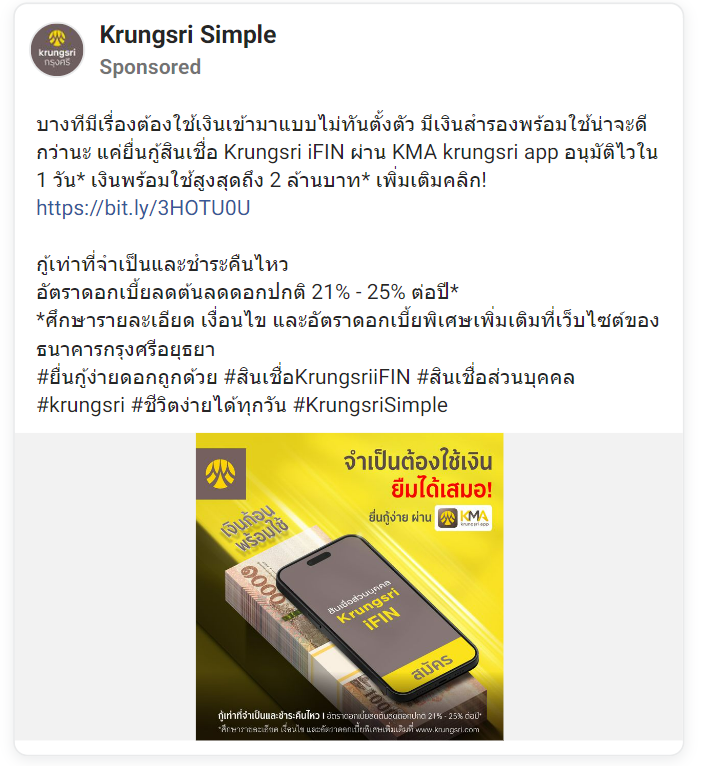 Krungsri Simple
Sponsored
krungsri
กรุงศรี
บางทีมีเรื่องต้องใช้เงินเข้ามาแบบไม่ทันตั้งตัว มีเงินสำรองพร้อมใช้น่าจะดี
กว่านะ แค่ยื่นกู้สินเชื่อ Krungsri iFIN ผ่าน KMA krungsri app อนุมัติไวใน
1 วัน* เงินพร้อมใช้สูงสุดถึง 2 ล้านบาท* เพิ่มเติมคลิก!
https://bit.ly/3HOTU0U
กู้เท่าที่จำเป็นและชำระคืนไหว
อัตราดอกเบี้ยลดต้นลดดอกปกติ 21% - 25% ต่อปี*
*ศึกษารายละเอียด เงื่อนไข และอัตราดอกเบี้ยพิเศษเพิ่มเติมที่เว็บไซต์ของ
ธนาคารกรุงศรีอยุธยา
#ยื่นกู้ง่ายดอกถูกด้วย #สินเชื่อKrungsriiFIN #สินเชื่อส่วนบุคคล
#krungsri #ชีวิตง่ายได้ทุกวัน #KrungsriSimple
จำเป็นต้องใช้เงิน
ยืมได้เสมอ!
ยื่นกู้ง่าย ผ่าน KMA
krungsri app
เงินก้อน
พร้อมใช้
๑๐๐๐
สินเชื่อส่วนบุคคล
Krungsri
iFIN
สมัคร
กู้เท่าที่จำเป็นและชำระคืนไหว | อัตราดอกเบี้ยลดต้นลดดอกปกติ 21% - 25% ต่อปี*
*ศึกษารายละเอียด เงื่อนไข และอัตราดอกเบี้ยพิเศษเพิ่มเติมที่ www.krungsri.com